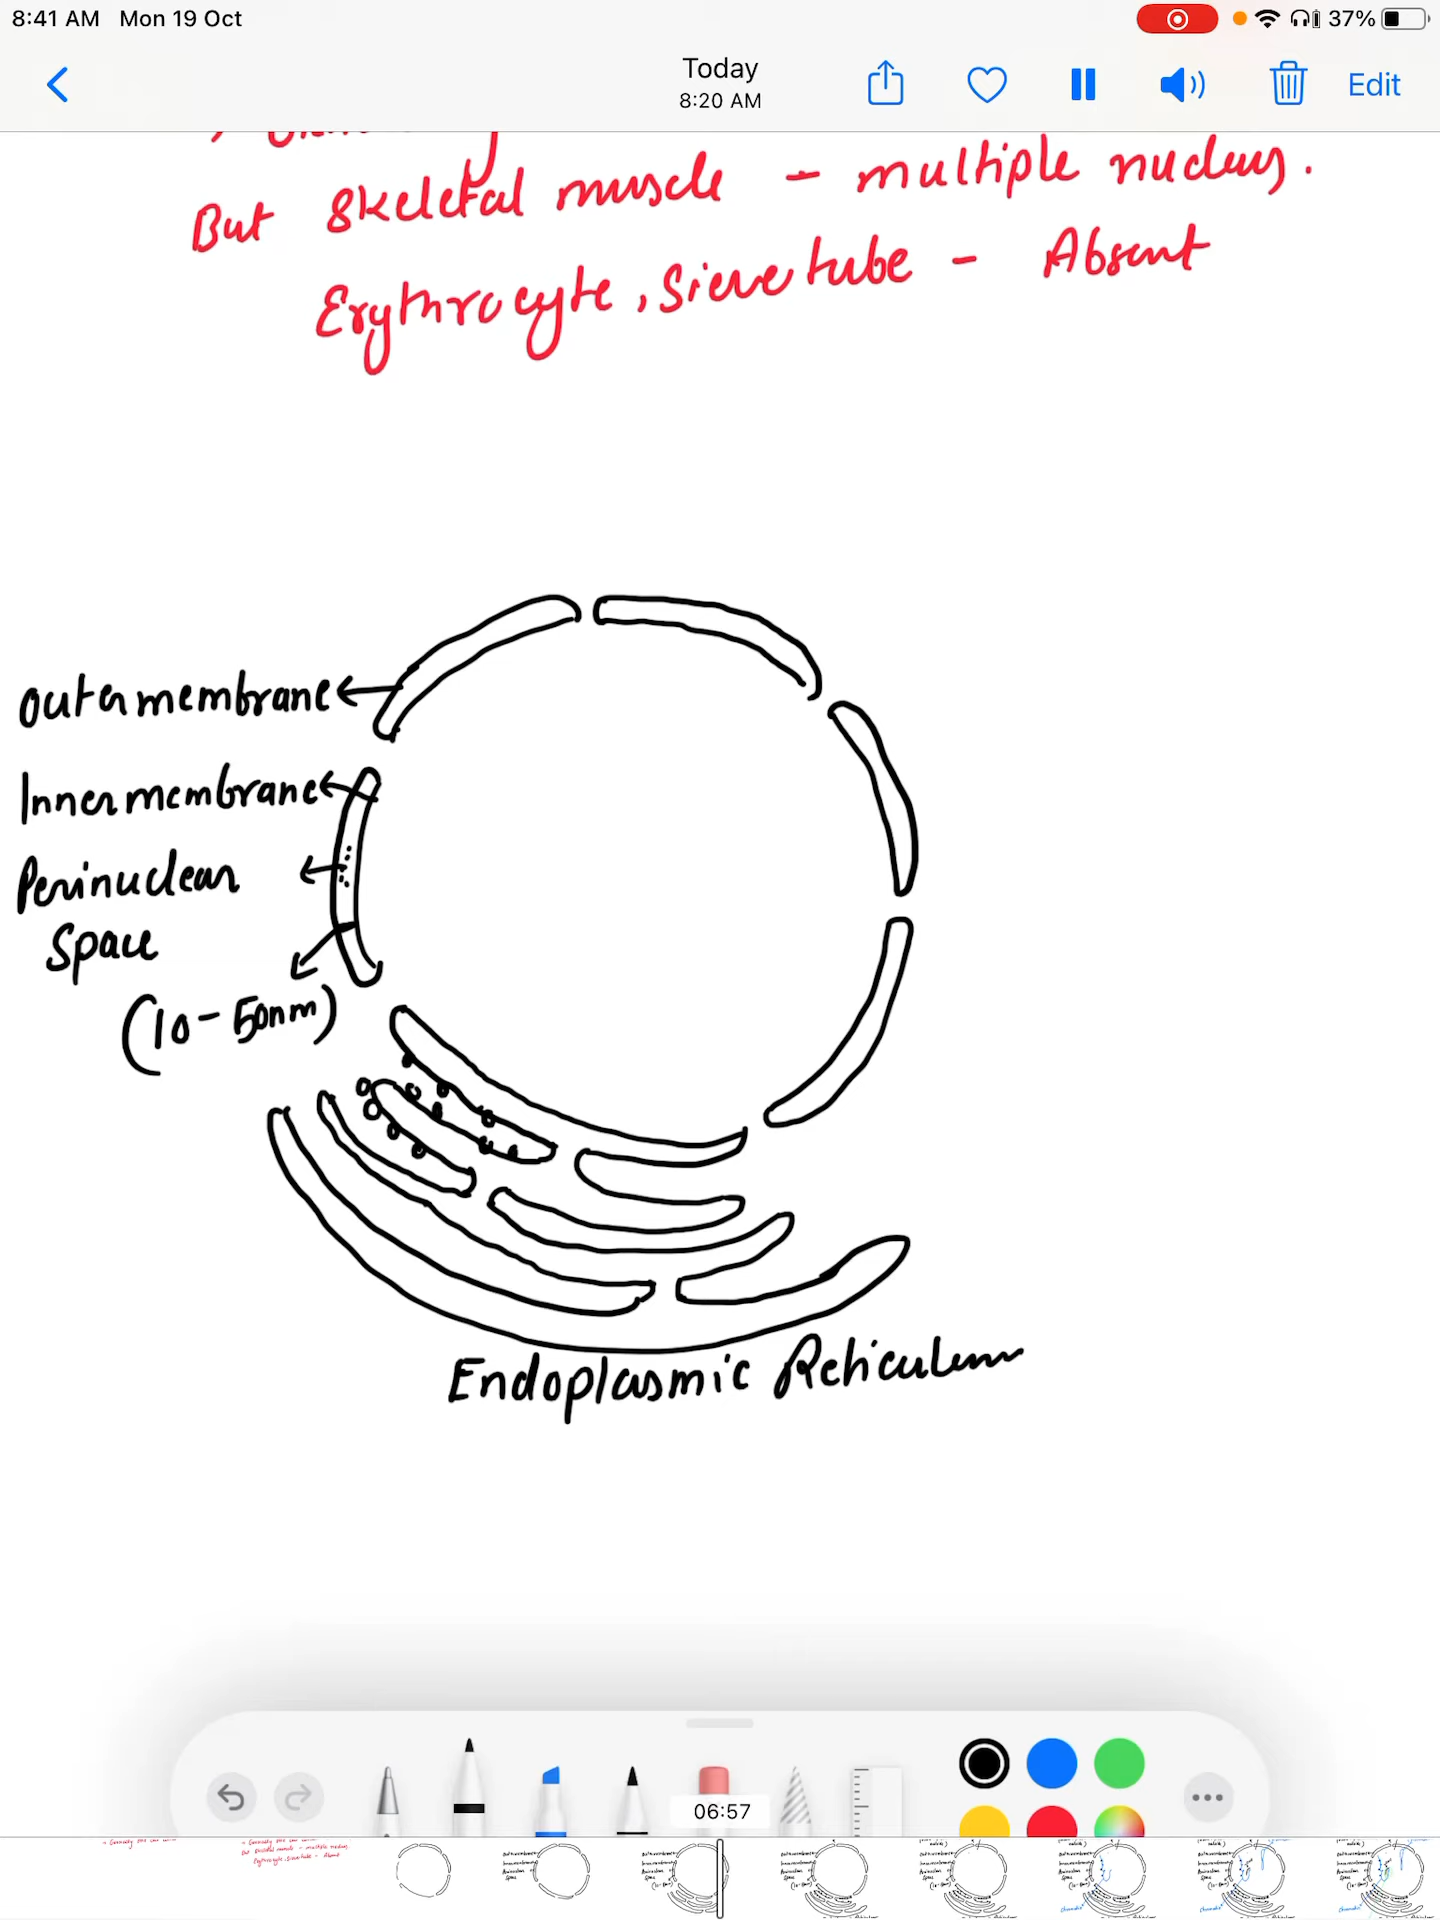 8:41 AM Mon 19 Oct
37%
Today
8:20 AM
Edit
But skeletal muscle - multiple nucleus.
Erythrocyte, Sieve tube - Absent
Outer membrane
Inner membrane
Perinuclear
Space
(10-50nm)
Endoplasmic Reticulum
06:57